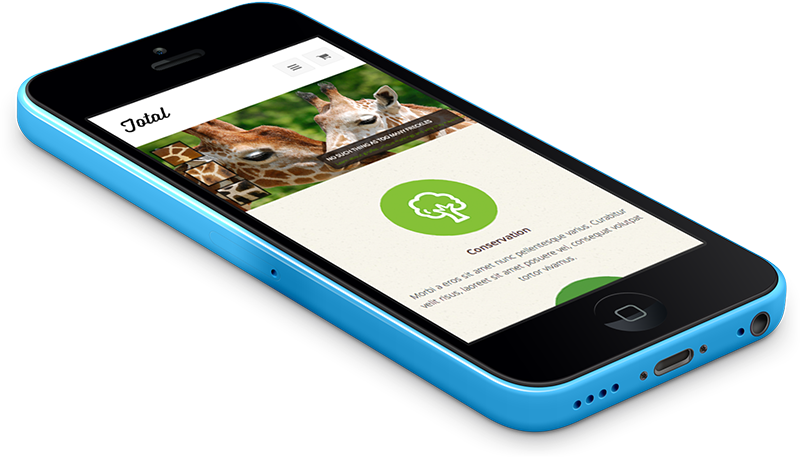 Total
NO SUCH THING AS TOO MANY FRECKLES
Conservation
Morbi a eros sit amet nunc pellentesque varius. Curabitur
velit risus, laoreet sit amet posuere vel, consequat volutpat
tortor vivamus.